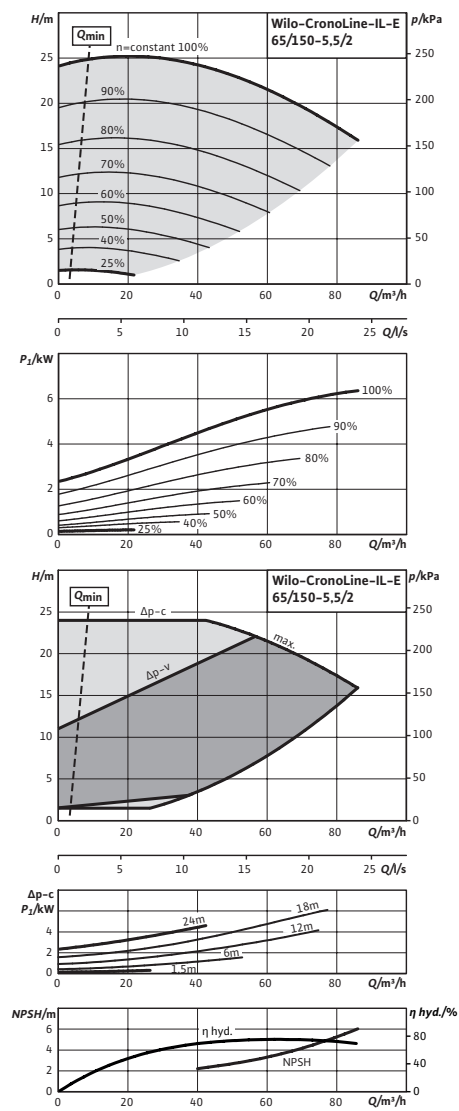 H/m
p/kPa
Wilo-CronoLine-IL-E
65/150-5,5/2
Qmin
n=constant 100%
90%
80%
70%
60%
50%
40%
25%
25
20
15
10
5
0
250
200
150
100
50
0
0 20 40 60 80
Q/m³/h
0 5 10 15 20 25 Q/l/s
P₁/kW
6
4
2
0
100%
90%
80%
70%
60%
50%
40%
25%
0 20 40 60 80
Q/m³/h
H/m
p/kPa
Wilo-CronoLine-IL-E
65/150-5,5/2
Qmin
Δp-c
Δp-v
max.
25
20
15
10
5
0
250
200
150
100
50
0
0 20 40 60 80
Q/m³/h
0 5 10 15 20 25 Q/l/s
Δp-c
P₁/kW
4
2
0
24m
18m
12m
6m
1.5m
0 20 40 60 80
Q/m³/h
NPSH/m
η hyd./%
6
4
2
0
80
40
0
η hyd.
NPSH
0 20 40 60 80
Q/m³/h